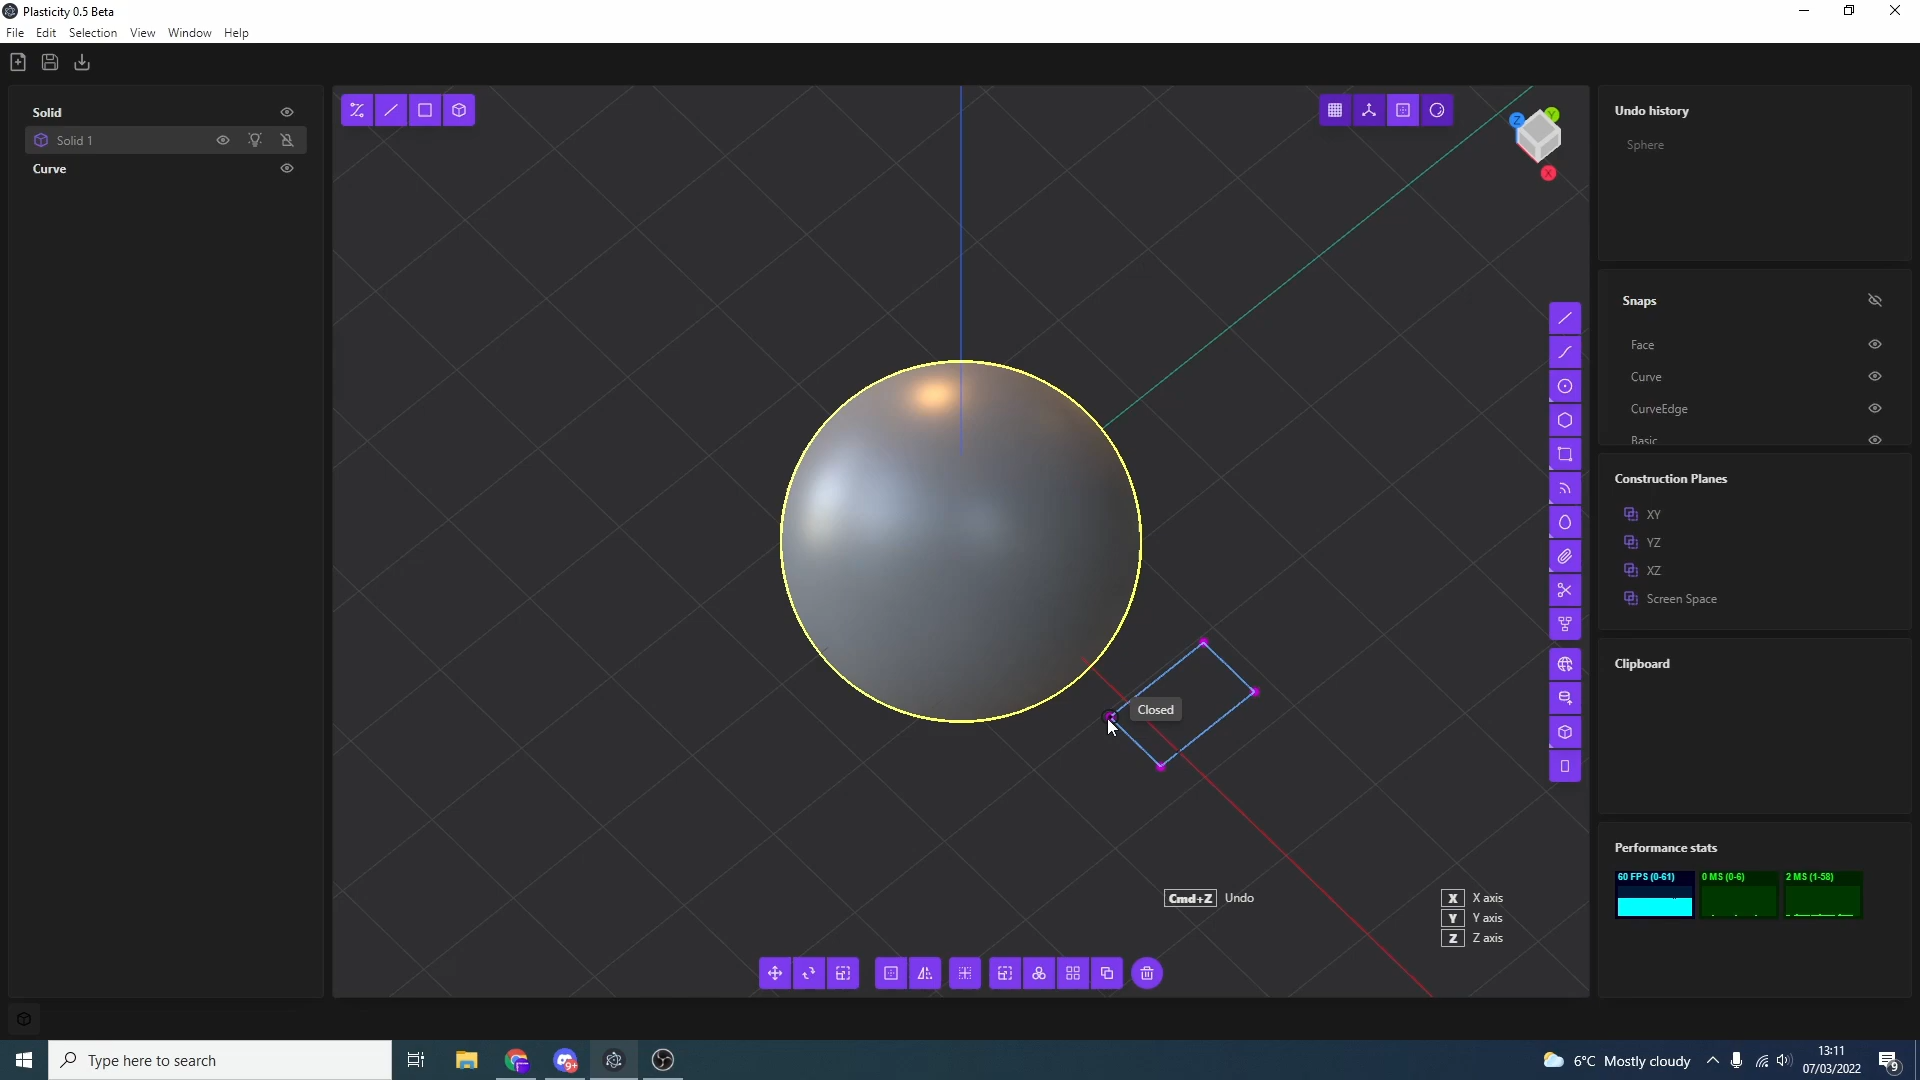 Plasticity 0.5 Beta
File Edit Selection View Window Help
Solid
Solid 1
Curve
Z
Y
X
Closed
Cmd+Z Undo
X X axis
Y Y axis
Z Z axis
Undo history
Sphere
Snaps
Face
Curve
CurveEdge
Basic
Construction Planes
XY
YZ
XZ
Screen Space
Clipboard
Performance stats
60 FPS (0-61) 0 MS (0-6) 2 MS (1-58)
Type here to search
9+
6°C Mostly cloudy
13:11
07/03/2022
9